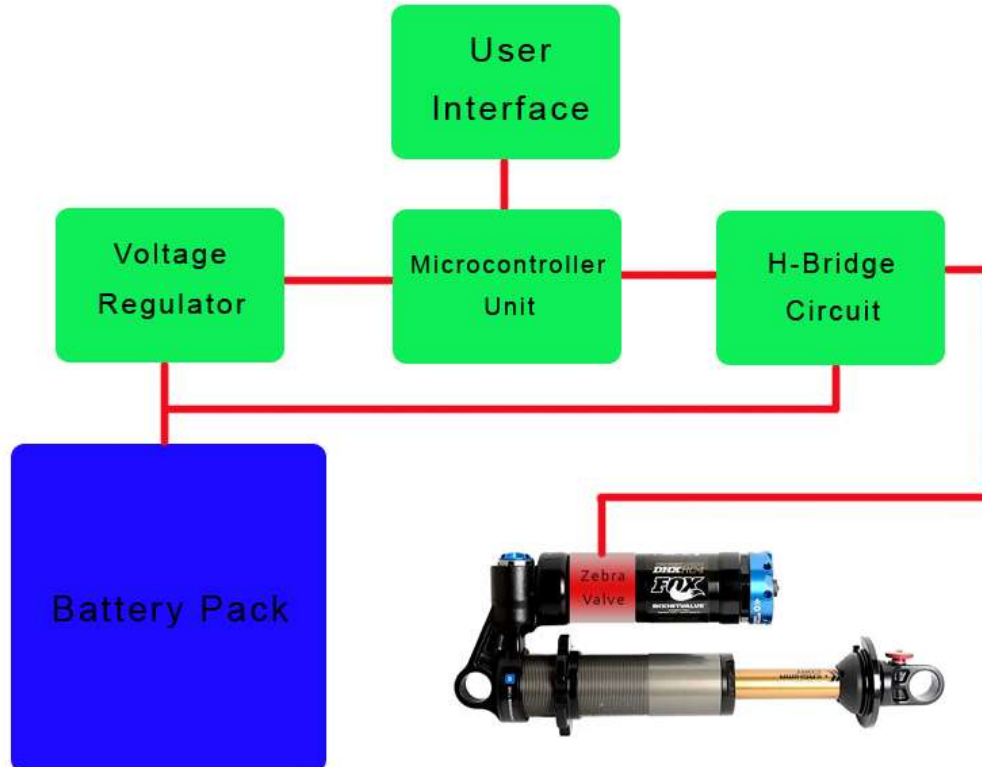 User
Interface
Voltage
Regulator
Microcontroller
Unit
H-Bridge
Circuit
Battery Pack
Zebra
Valve
FOX